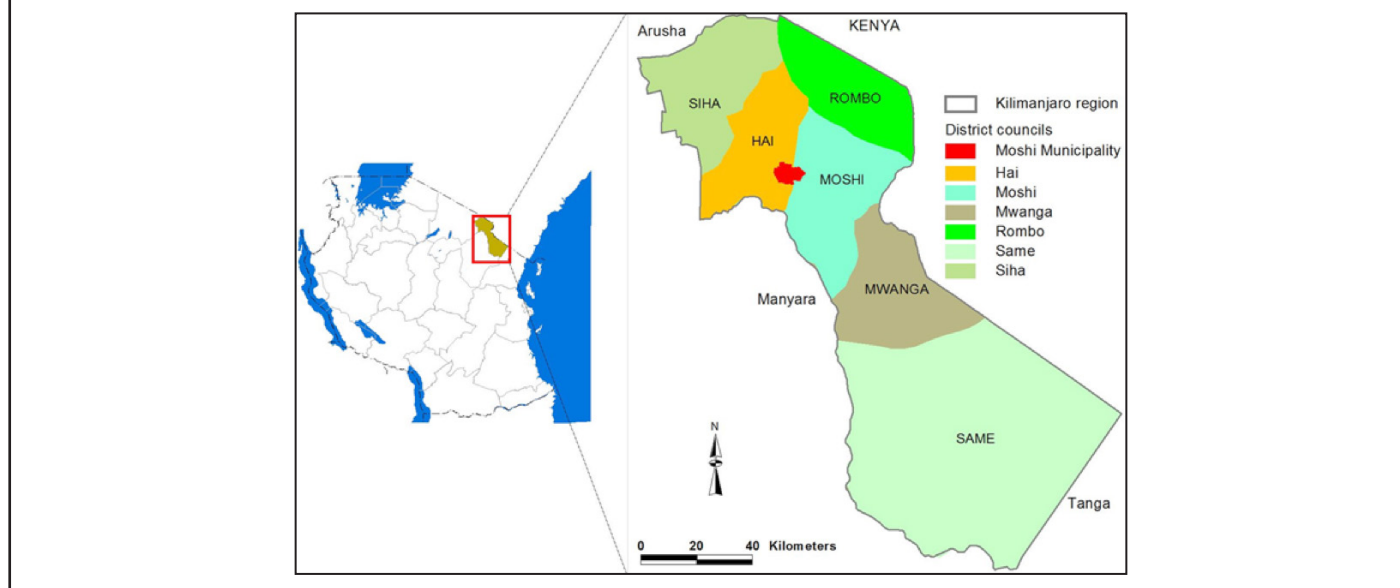 Arusha
KENYA
SIHA
ROMBO
HAI
MOSHI
Manyara
MWANGA
SAME
Tanga
Kilimanjaro region
District councils
Moshi Municipality
Hai
Moshi
Mwanga
Rombo
Same
Siha
N
0 20 40 Kilometers